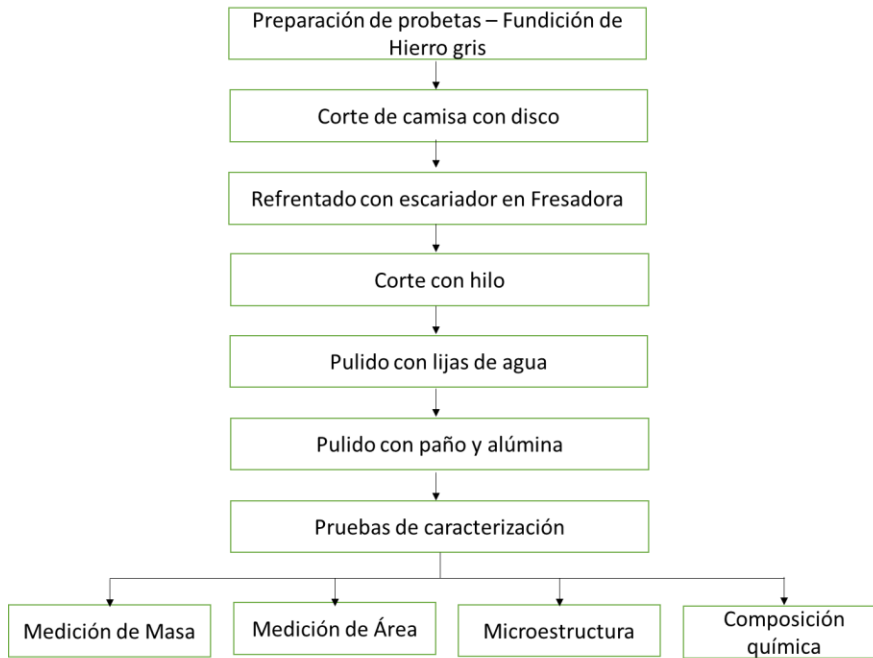 Preparación de probetas – Fundición de
Hierro gris
Corte de camisa con disco
Refrentado con escariador en Fresadora
Corte con hilo
Pulido con lijas de agua
Pulido con paño y alúmina
Pruebas de caracterización
Medición de Masa
Medición de Área
Microestructura
Composición
química